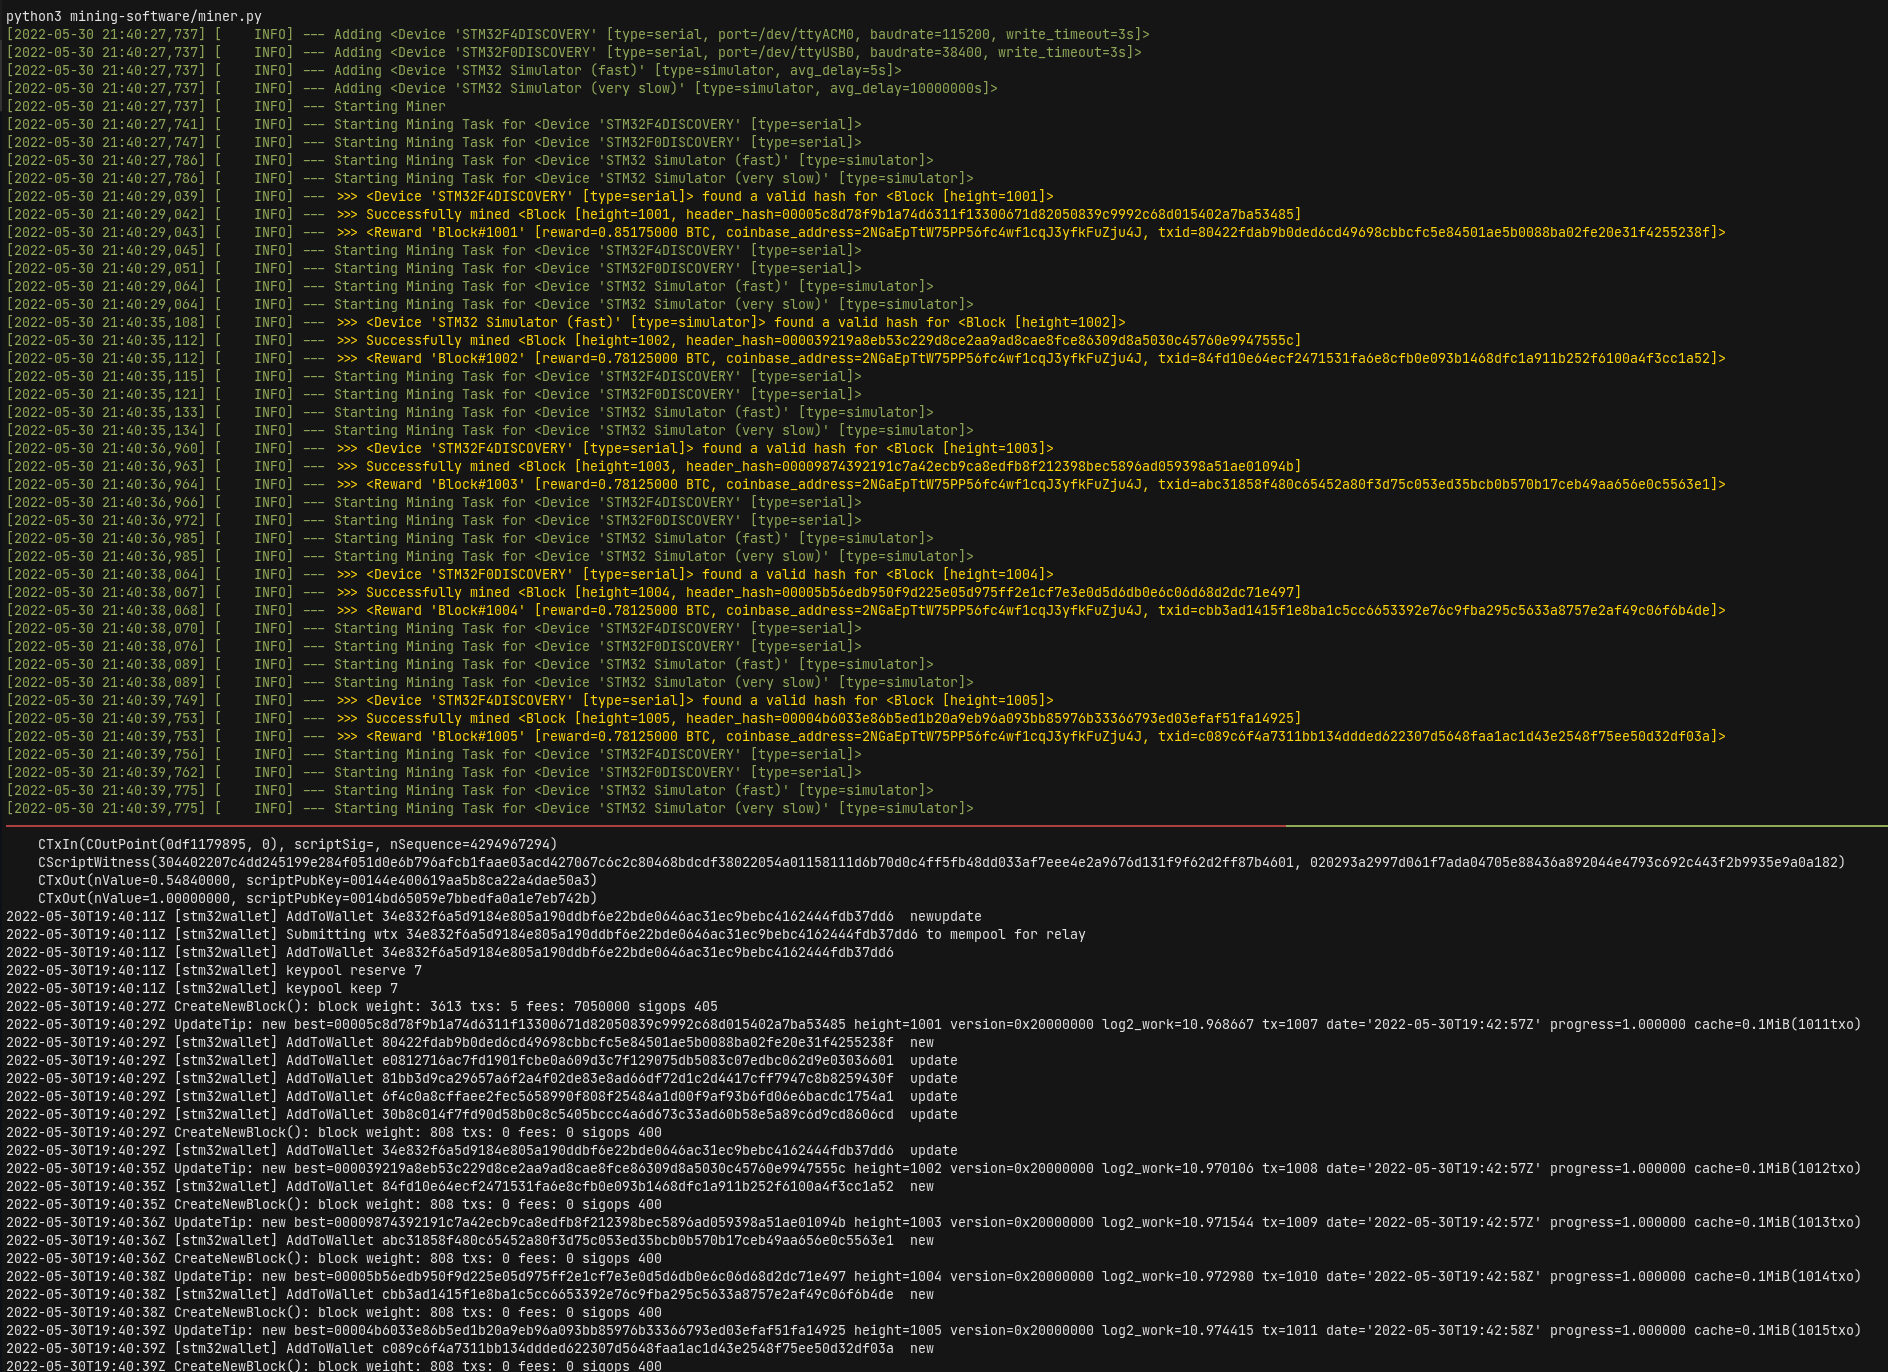 python3 mining-software/miner.py
[2022-05-30 21:40:27,737] [    INFO] --- Adding <Device 'STM32F4DISCOVERY' [type=serial, port=/dev/ttyACM0, baudrate=115200, write_timeout=3s]>
[2022-05-30 21:40:27,737] [    INFO] --- Adding <Device 'STM32F0DISCOVERY' [type=serial, port=/dev/ttyUSB0, baudrate=38400, write_timeout=3s]>
[2022-05-30 21:40:27,737] [    INFO] --- Adding <Device 'STM32 Simulator (fast)' [type=simulator, avg_delay=5s]>
[2022-05-30 21:40:27,737] [    INFO] --- Adding <Device 'STM32 Simulator (very slow)' [type=simulator, avg_delay=10000000s]>
[2022-05-30 21:40:27,737] [    INFO] --- Starting Miner
[2022-05-30 21:40:27,741] [    INFO] --- Starting Mining Task for <Device 'STM32F4DISCOVERY' [type=serial]>
[2022-05-30 21:40:27,747] [    INFO] --- Starting Mining Task for <Device 'STM32F0DISCOVERY' [type=serial]>
[2022-05-30 21:40:27,786] [    INFO] --- Starting Mining Task for <Device 'STM32 Simulator (fast)' [type=simulator]>
[2022-05-30 21:40:27,786] [    INFO] --- Starting Mining Task for <Device 'STM32 Simulator (very slow)' [type=simulator]>
[2022-05-30 21:40:29,039] [    INFO] --- >>> <Device 'STM32F4DISCOVERY' [type=serial]> found a valid hash for <Block [height=1001]>
[2022-05-30 21:40:29,042] [    INFO] --- >>> Successfully mined <Block [height=1001, header_hash=00005c8d78f9b1a74d6311f13300671d82050839c9992c68d015402a7ba53485]
[2022-05-30 21:40:29,043] [    INFO] --- >>> <Reward 'Block#1001' [reward=0.85175000 BTC, coinbase_address=2NGaEpTtW75PP56fc4wf1cqJ3yfkFuZju4J, txid=80422fdab9b0ded6cd49698cbbcfc5e84501ae5b0088ba02fe20e31f4255238f]>
[2022-05-30 21:40:29,045] [    INFO] --- Starting Mining Task for <Device 'STM32F4DISCOVERY' [type=serial]>
[2022-05-30 21:40:29,051] [    INFO] --- Starting Mining Task for <Device 'STM32F0DISCOVERY' [type=serial]>
[2022-05-30 21:40:29,064] [    INFO] --- Starting Mining Task for <Device 'STM32 Simulator (fast)' [type=simulator]>
[2022-05-30 21:40:29,064] [    INFO] --- Starting Mining Task for <Device 'STM32 Simulator (very slow)' [type=simulator]>
[2022-05-30 21:40:35,108] [    INFO] --- >>> <Device 'STM32 Simulator (fast)' [type=simulator]> found a valid hash for <Block [height=1002]>
[2022-05-30 21:40:35,112] [    INFO] --- >>> Successfully mined <Block [height=1002, header_hash=000039219a8eb53c229d8ce2aa9ad8cae8fce86309d8a5030c45760e9947555c]
[2022-05-30 21:40:35,112] [    INFO] --- >>> <Reward 'Block#1002' [reward=0.78125000 BTC, coinbase_address=2NGaEpTtW75PP56fc4wf1cqJ3yfkFuZju4J, txid=84fd10e64ecf2471531fa6e8cfb0e093b1468dfc1a911b252f6100a4f3cc1a52]>
[2022-05-30 21:40:35,115] [    INFO] --- Starting Mining Task for <Device 'STM32F4DISCOVERY' [type=serial]>
[2022-05-30 21:40:35,121] [    INFO] --- Starting Mining Task for <Device 'STM32F0DISCOVERY' [type=serial]>
[2022-05-30 21:40:35,133] [    INFO] --- Starting Mining Task for <Device 'STM32 Simulator (fast)' [type=simulator]>
[2022-05-30 21:40:35,134] [    INFO] --- Starting Mining Task for <Device 'STM32 Simulator (very slow)' [type=simulator]>
[2022-05-30 21:40:36,960] [    INFO] --- >>> <Device 'STM32F4DISCOVERY' [type=serial]> found a valid hash for <Block [height=1003]>
[2022-05-30 21:40:36,963] [    INFO] --- >>> Successfully mined <Block [height=1003, header_hash=00009874392191c7a42ecb9ca8edfb8f212398bec5896ad059398a51ae01094b]
[2022-05-30 21:40:36,964] [    INFO] --- >>> <Reward 'Block#1003' [reward=0.78125000 BTC, coinbase_address=2NGaEpTtW75PP56fc4wf1cqJ3yfkFuZju4J, txid=abc31858f480c65452a80f3d75c053ed35bcb0b570b17ceb49aa656e0c5563e1]>
[2022-05-30 21:40:36,966] [    INFO] --- Starting Mining Task for <Device 'STM32F4DISCOVERY' [type=serial]>
[2022-05-30 21:40:36,972] [    INFO] --- Starting Mining Task for <Device 'STM32F0DISCOVERY' [type=serial]>
[2022-05-30 21:40:36,985] [    INFO] --- Starting Mining Task for <Device 'STM32 Simulator (fast)' [type=simulator]>
[2022-05-30 21:40:36,985] [    INFO] --- Starting Mining Task for <Device 'STM32 Simulator (very slow)' [type=simulator]>
[2022-05-30 21:40:38,064] [    INFO] --- >>> <Device 'STM32F0DISCOVERY' [type=serial]> found a valid hash for <Block [height=1004]>
[2022-05-30 21:40:38,067] [    INFO] --- >>> Successfully mined <Block [height=1004, header_hash=00005b56edb950f9d225e05d975ff2e1cf7e3e0d5d6db0e6c06d68d2dc71e497]
[2022-05-30 21:40:38,068] [    INFO] --- >>> <Reward 'Block#1004' [reward=0.78125000 BTC, coinbase_address=2NGaEpTtW75PP56fc4wf1cqJ3yfkFuZju4J, txid=cbb3ad1415f1e8ba1c5cc6653392e76c9fba295c5633a8757e2af49c06f6b4de]>
[2022-05-30 21:40:38,070] [    INFO] --- Starting Mining Task for <Device 'STM32F4DISCOVERY' [type=serial]>
[2022-05-30 21:40:38,076] [    INFO] --- Starting Mining Task for <Device 'STM32F0DISCOVERY' [type=serial]>
[2022-05-30 21:40:38,089] [    INFO] --- Starting Mining Task for <Device 'STM32 Simulator (fast)' [type=simulator]>
[2022-05-30 21:40:38,089] [    INFO] --- Starting Mining Task for <Device 'STM32 Simulator (very slow)' [type=simulator]>
[2022-05-30 21:40:39,749] [    INFO] --- >>> <Device 'STM32F4DISCOVERY' [type=serial]> found a valid hash for <Block [height=1005]>
[2022-05-30 21:40:39,753] [    INFO] --- >>> Successfully mined <Block [height=1005, header_hash=00004b6033e86b5ed1b20a9eb96a093bb85976b33366793ed03efaf51fa14925]
[2022-05-30 21:40:39,753] [    INFO] --- >>> <Reward 'Block#1005' [reward=0.78125000 BTC, coinbase_address=2NGaEpTtW75PP56fc4wf1cqJ3yfkFuZju4J, txid=c089c6f4a7311bb134ddded622307d5648faa1ac1d43e2548f75ee50d32df03a]>
[2022-05-30 21:40:39,756] [    INFO] --- Starting Mining Task for <Device 'STM32F4DISCOVERY' [type=serial]>
[2022-05-30 21:40:39,762] [    INFO] --- Starting Mining Task for <Device 'STM32F0DISCOVERY' [type=serial]>
[2022-05-30 21:40:39,775] [    INFO] --- Starting Mining Task for <Device 'STM32 Simulator (fast)' [type=simulator]>
[2022-05-30 21:40:39,775] [    INFO] --- Starting Mining Task for <Device 'STM32 Simulator (very slow)' [type=simulator]>
    CTxIn(COutPoint(0df1179895, 0), scriptSig=, nSequence=4294967294)
    CScriptWitness(304402207c4dd245199e284f051d0e6b796afcb1faae03acd427067c6c2c80468bdcdf38022054a01158111d6b70d0c4ff5fb48dd033af7eee4e2a9676d131f9f62d2ff87b4601, 020293a2997d061f7ada04705e88436a892044e4793c692c443f2b9935e9a0a182)
    CTxOut(nValue=0.54840000, scriptPubKey=00144e400619aa5b8ca22a4dae50a3)
    CTxOut(nValue=1.00000000, scriptPubKey=0014bd65059e7bbedfa0a1e7eb742b)
2022-05-30T19:40:11Z [stm32wallet] AddToWallet 34e832f6a5d9184e805a190ddbf6e22bde0646ac31ec9bebc4162444fdb37dd6  newupdate
2022-05-30T19:40:11Z [stm32wallet] Submitting wtx 34e832f6a5d9184e805a190ddbf6e22bde0646ac31ec9bebc4162444fdb37dd6 to mempool for relay
2022-05-30T19:40:11Z [stm32wallet] AddToWallet 34e832f6a5d9184e805a190ddbf6e22bde0646ac31ec9bebc4162444fdb37dd6
2022-05-30T19:40:11Z [stm32wallet] keypool reserve 7
2022-05-30T19:40:11Z [stm32wallet] keypool keep 7
2022-05-30T19:40:27Z CreateNewBlock(): block weight: 3613 txs: 5 fees: 7050000 sigops 405
2022-05-30T19:40:29Z UpdateTip: new best=00005c8d78f9b1a74d6311f13300671d82050839c9992c68d015402a7ba53485 height=1001 version=0x20000000 log2_work=10.968667 tx=1007 date='2022-05-30T19:42:57Z' progress=1.000000 cache=0.1MiB(1011txo)
2022-05-30T19:40:29Z [stm32wallet] AddToWallet 80422fdab9b0ded6cd49698cbbcfc5e84501ae5b0088ba02fe20e31f4255238f  new
2022-05-30T19:40:29Z [stm32wallet] AddToWallet e0812716ac7fd1901fcbe0a609d3c7f129075db5083c07edbc062d9e03036601  update
2022-05-30T19:40:29Z [stm32wallet] AddToWallet 81bb3d9ca29657a6f2a4f02de83e8ad66df72d1c2d4417cff7947c8b8259430f  update
2022-05-30T19:40:29Z [stm32wallet] AddToWallet 6f4c0a8cffaee2fec5658990f808f25484a1d00f9af93b6fd06e6bacdc1754a1  update
2022-05-30T19:40:29Z [stm32wallet] AddToWallet 30b8c014f7fd90d58b0c8c5405bccc4a6d673c33ad60b58e5a89c6d9cd8606cd  update
2022-05-30T19:40:29Z CreateNewBlock(): block weight: 808 txs: 0 fees: 0 sigops 400
2022-05-30T19:40:29Z [stm32wallet] AddToWallet 34e832f6a5d9184e805a190ddbf6e22bde0646ac31ec9bebc4162444fdb37dd6  update
2022-05-30T19:40:35Z UpdateTip: new best=000039219a8eb53c229d8ce2aa9ad8cae8fce86309d8a5030c45760e9947555c height=1002 version=0x20000000 log2_work=10.970106 tx=1008 date='2022-05-30T19:42:57Z' progress=1.000000 cache=0.1MiB(1012txo)
2022-05-30T19:40:35Z [stm32wallet] AddToWallet 84fd10e64ecf2471531fa6e8cfb0e093b1468dfc1a911b252f6100a4f3cc1a52  new
2022-05-30T19:40:35Z CreateNewBlock(): block weight: 808 txs: 0 fees: 0 sigops 400
2022-05-30T19:40:36Z UpdateTip: new best=00009874392191c7a42ecb9ca8edfb8f212398bec5896ad059398a51ae01094b height=1003 version=0x20000000 log2_work=10.971544 tx=1009 date='2022-05-30T19:42:57Z' progress=1.000000 cache=0.1MiB(1013txo)
2022-05-30T19:40:36Z [stm32wallet] AddToWallet abc31858f480c65452a80f3d75c053ed35bcb0b570b17ceb49aa656e0c5563e1  new
2022-05-30T19:40:36Z CreateNewBlock(): block weight: 808 txs: 0 fees: 0 sigops 400
2022-05-30T19:40:38Z UpdateTip: new best=00005b56edb950f9d225e05d975ff2e1cf7e3e0d5d6db0e6c06d68d2dc71e497 height=1004 version=0x20000000 log2_work=10.972980 tx=1010 date='2022-05-30T19:42:58Z' progress=1.000000 cache=0.1MiB(1014txo)
2022-05-30T19:40:38Z [stm32wallet] AddToWallet cbb3ad1415f1e8ba1c5cc6653392e76c9fba295c5633a8757e2af49c06f6b4de  new
2022-05-30T19:40:38Z CreateNewBlock(): block weight: 808 txs: 0 fees: 0 sigops 400
2022-05-30T19:40:39Z UpdateTip: new best=00004b6033e86b5ed1b20a9eb96a093bb85976b33366793ed03efaf51fa14925 height=1005 version=0x20000000 log2_work=10.974415 tx=1011 date='2022-05-30T19:42:58Z' progress=1.000000 cache=0.1MiB(1015txo)
2022-05-30T19:40:39Z [stm32wallet] AddToWallet c089c6f4a7311bb134ddded622307d5648faa1ac1d43e2548f75ee50d32df03a  new
2022-05-30T19:40:39Z CreateNewBlock(): block weight: 808 txs: 0 fees: 0 sigops 400